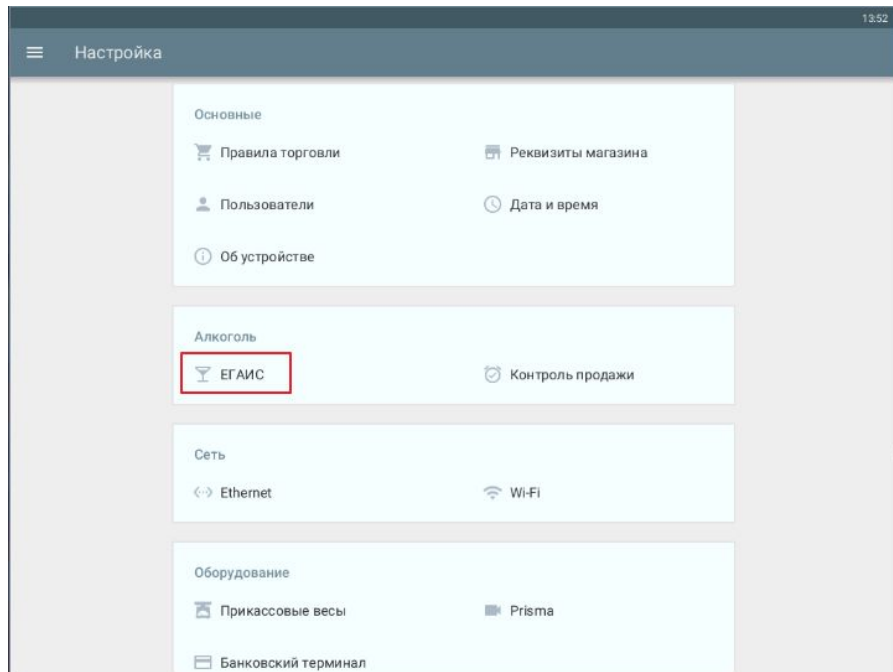 13:52
Настройка
Основные
Правила торговли
Реквизиты магазина
Пользователи
Дата и время
Об устройстве
Алкоголь
ЕГАИС
Контроль продажи
Сеть
Ethernet
Wi-Fi
Оборудование
Прикассовые весы
Prisma
Банковский терминал